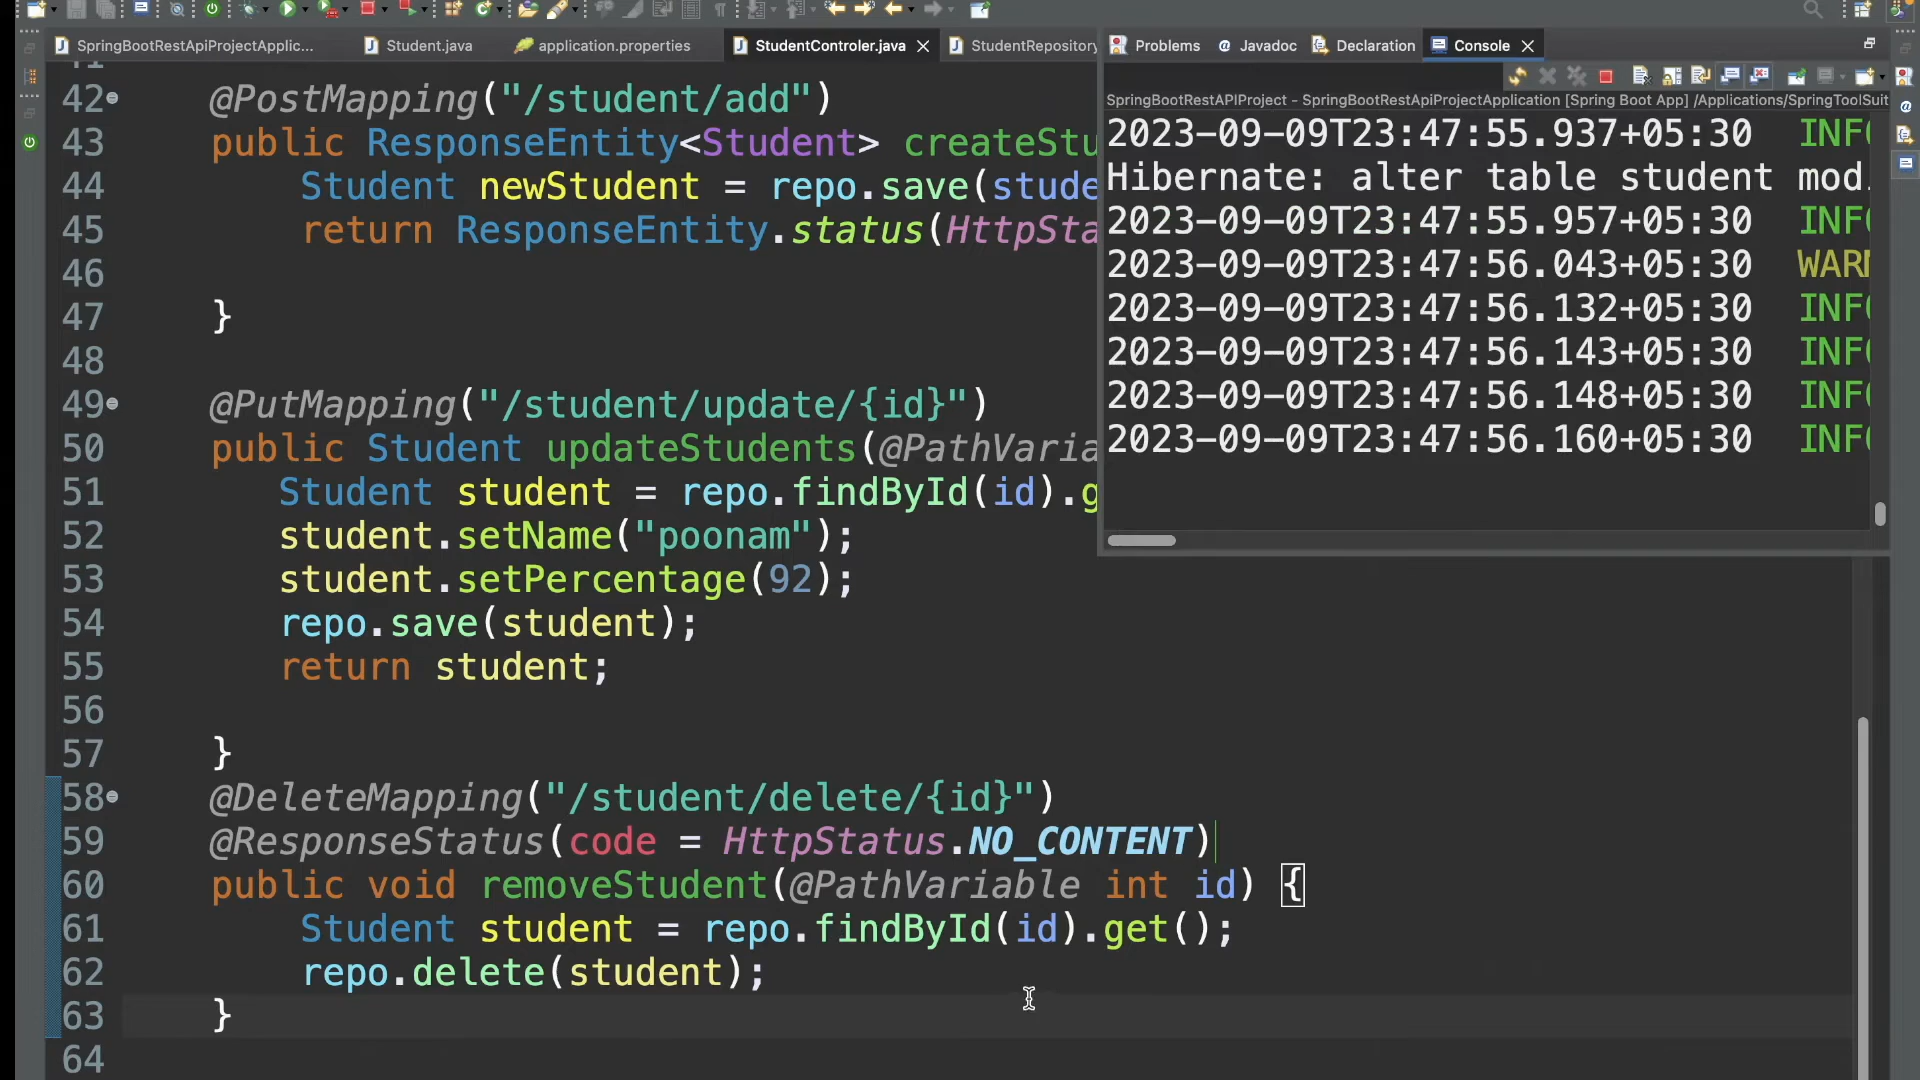 SpringBootRestApiProjectApplic...
Student.java
application.properties
StudentControler.java
StudentRepository
42 @PostMapping("/student/add")
43 public ResponseEntity<Student> createStu
44 Student newStudent = repo.save(stude
45 return ResponseEntity.status(HttpSta
46
47 }
48
49 @PutMapping("/student/update/{id}")
50 public Student updateStudents(@PathVaria
51 Student student = repo.findById(id).g
52 student.setName("poonam");
53 student.setPercentage(92);
54 repo.save(student);
55 return student;
56
57 }
58 @DeleteMapping("/student/delete/{id}")
59 @ResponseStatus(code = HttpStatus.NO_CONTENT)
60 public void removeStudent(@PathVariable int id) {
61 Student student = repo.findById(id).get();
62 repo.delete(student);
63 }
64
Problems
Javadoc
Declaration
Console
SpringBootRestAPIProject - SpringBootRestApiProjectApplication [Spring Boot App] /Applications/SpringToolSuit
2023-09-09T23:47:55.937+05:30 INFO
Hibernate: alter table student mod
2023-09-09T23:47:55.957+05:30 INFO
2023-09-09T23:47:56.043+05:30 WARN
2023-09-09T23:47:56.132+05:30 INFO
2023-09-09T23:47:56.143+05:30 INFO
2023-09-09T23:47:56.148+05:30 INFO
2023-09-09T23:47:56.160+05:30 INFO